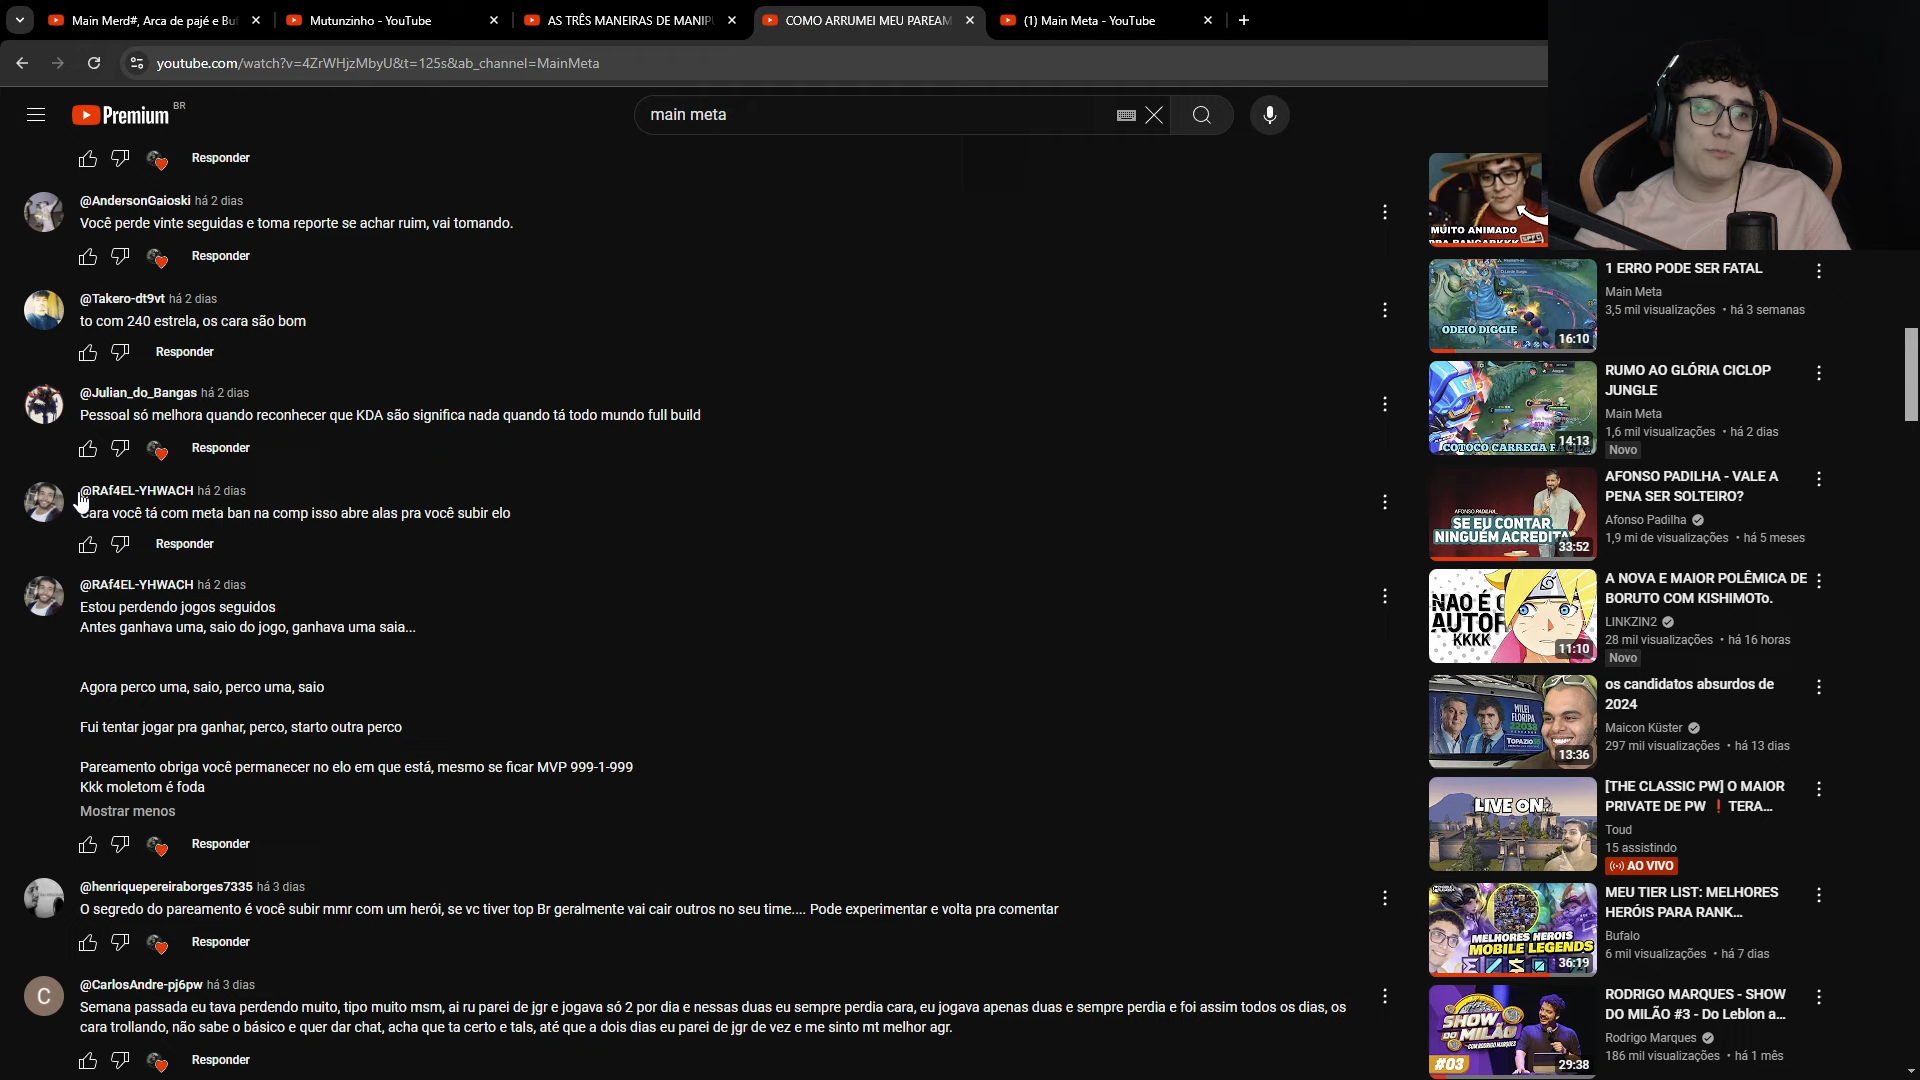 Main Merd#, Arca de pajé e Bu
Mutunzinho - YouTube
AS TRÊS MANEIRAS DE MANIP
COMO ARRUMEI MEU PAREAM
(1) Main Meta - YouTube
youtube.com/watch?v=4ZrWHjzMbyU&t=125s&ab_channel=MainMeta
Premium BR
main meta
Responder
@AndersonGaioski há 2 dias
Você perde vinte seguidas e toma reporte se achar ruim, vai tomando.
Responder
@Takero-dt9vt há 2 dias
to com 240 estrela, os cara são bom
Responder
@Julian_do_Bangas há 2 dias
Pessoal só melhora quando reconhecer que KDA são significa nada quando tá todo mundo full build
Responder
@RAf4EL-YHWACH há 2 dias
Cara você tá com meta ban na comp isso abre alas pra você subir elo
Responder
@RAf4EL-YHWACH há 2 dias
Estou perdendo jogos seguidos
Antes ganhava uma, saio do jogo, ganhava uma saia...
Agora perco uma, saio, perco uma, saio
Fui tentar jogar pra ganhar, perco, starto outra perco
Pareamento obriga você permanecer no elo em que está, mesmo se ficar MVP 999-1-999
Kkk moletom é foda
Mostrar menos
Responder
@henriquepereiraborges7335 há 3 dias
O segredo do pareamento é você subir mmr com um herói, se vc tiver top Br geralmente vai cair outros no seu time.... Pode experimentar e volta pra comentar
Responder
C
@CarlosAndre-pj6pw há 3 dias
Semana passada eu tava perdendo muito, tipo muito msm, ai ru parei de jgr e jogava só 2 por dia e nessas duas eu sempre perdia cara, eu jogava apenas duas e sempre perdia e foi assim todos os dias, os
cara trollando, não sabe o básico e quer dar chat, acha que ta certo e tals, até que a dois dias eu parei de jgr de vez e me sinto mt melhor agr.
Responder
MUITO ANIMADO
PRA RANGARKKK
SPFC
ODEIO DIGGIE
16:10
1 ERRO PODE SER FATAL
Main Meta
3,5 mil visualizações • há 3 semanas
COTOCO CARREGA
14:13
RUMO AO GLÓRIA CICLOP
JUNGLE
Main Meta
1,6 mil visualizações • há 2 dias
Novo
AFONSO PADILHA
SE EU CONTAR
NINGUÉM ACREDITA
33:52
AFONSO PADILHA - VALE A
PENA SER SOLTEIRO?
Afonso Padilha
1,9 mi de visualizações • há 5 meses
NAO É
AUTOR
KKKK
11:10
A NOVA E MAIOR POLÊMICA DE
BORUTO COM KISHIMOTo.
LINKZIN2
28 mil visualizações • há 16 horas
Novo
MILEI
FLORIPA
22038
TOPAZIO
13:36
os candidatos absurdos de
2024
Maicon Küster
297 mil visualizações • há 13 dias
LIVE ON
[THE CLASSIC PW] O MAIOR
PRIVATE DE PW ❗ TERA...
Toud
15 assistindo
AO VIVO
MELHORES HEROIS
MOBILE LEGENDS
36:19
MEU TIER LIST: MELHORES
HERÓIS PARA RANK...
Bufalo
6 mil visualizações • há 7 dias
SHOW
DO MILÃO
COM RODRIGO MARQUES
#03
29:38
RODRIGO MARQUES - SHOW
DO MILÃO #3 - Do Leblon a...
Rodrigo Marques
186 mil visualizações • há 1 mês